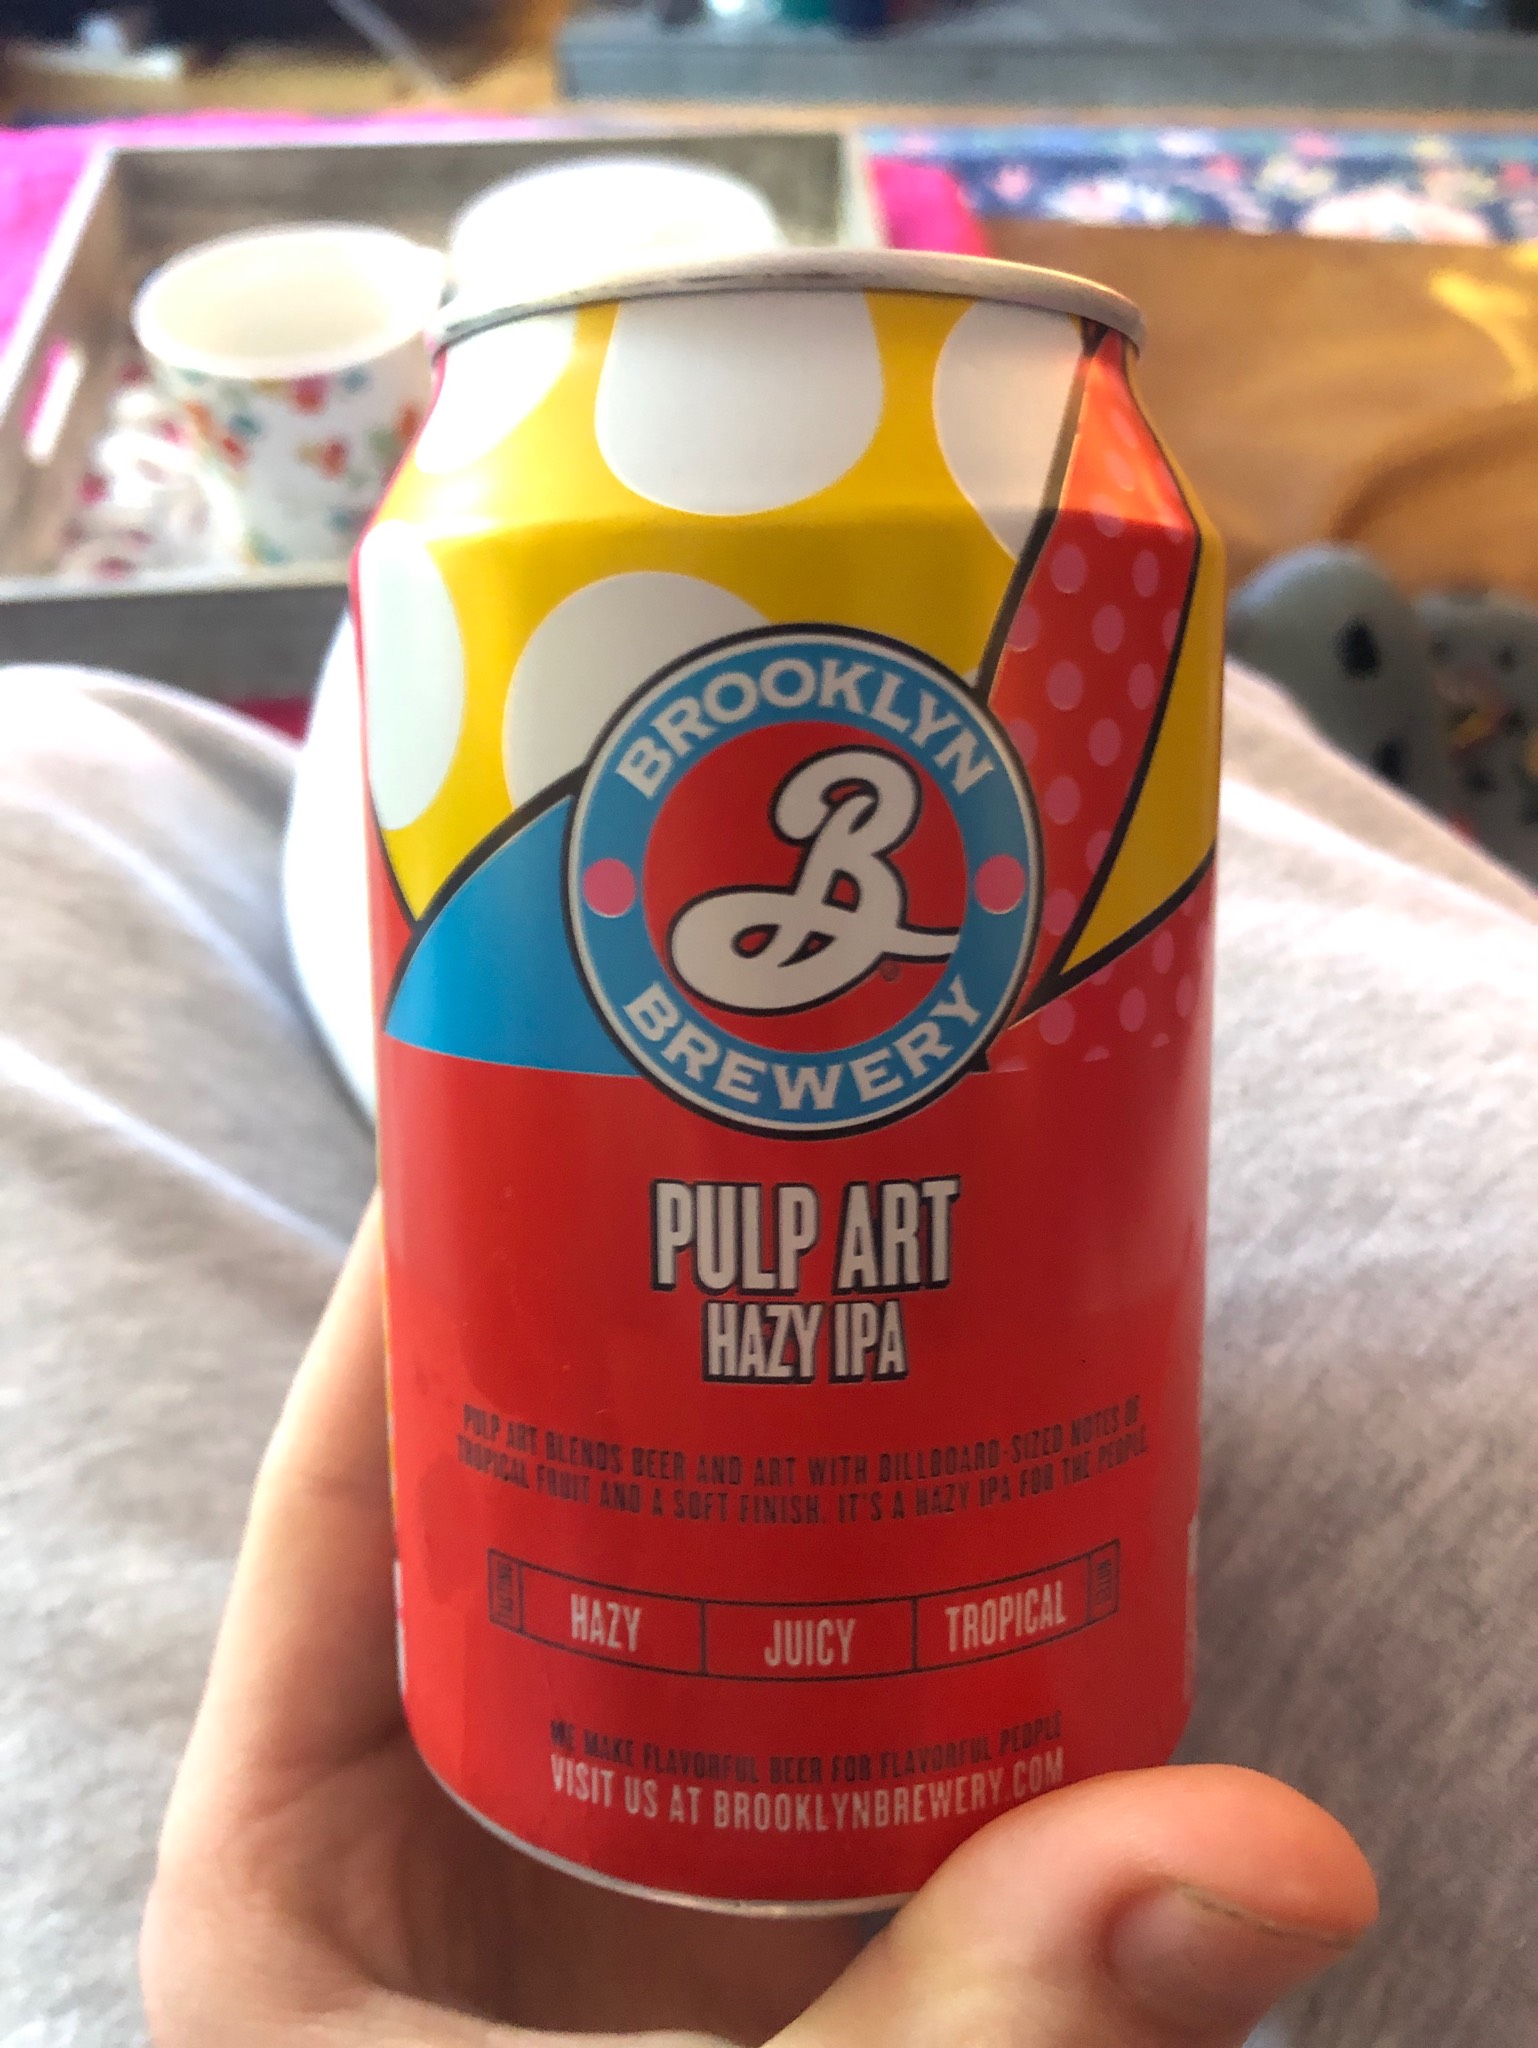 BROOKLYN
B
BREWERY
PULP ART
HAZY IPA
PULP ART BLENDS BEER AND ART WITH BILLBOARD-SIZED NOTES OF
TROPICAL FRUIT AND A SOFT FINISH. IT'S A HAZY IPA FOR THE PEOPLE
TASTING HAZY JUICY TROPICAL NOTES
WE MAKE FLAVORFUL BEER FOR FLAVORFUL PEOPLE
VISIT US AT BROOKLYNBREWERY.COM